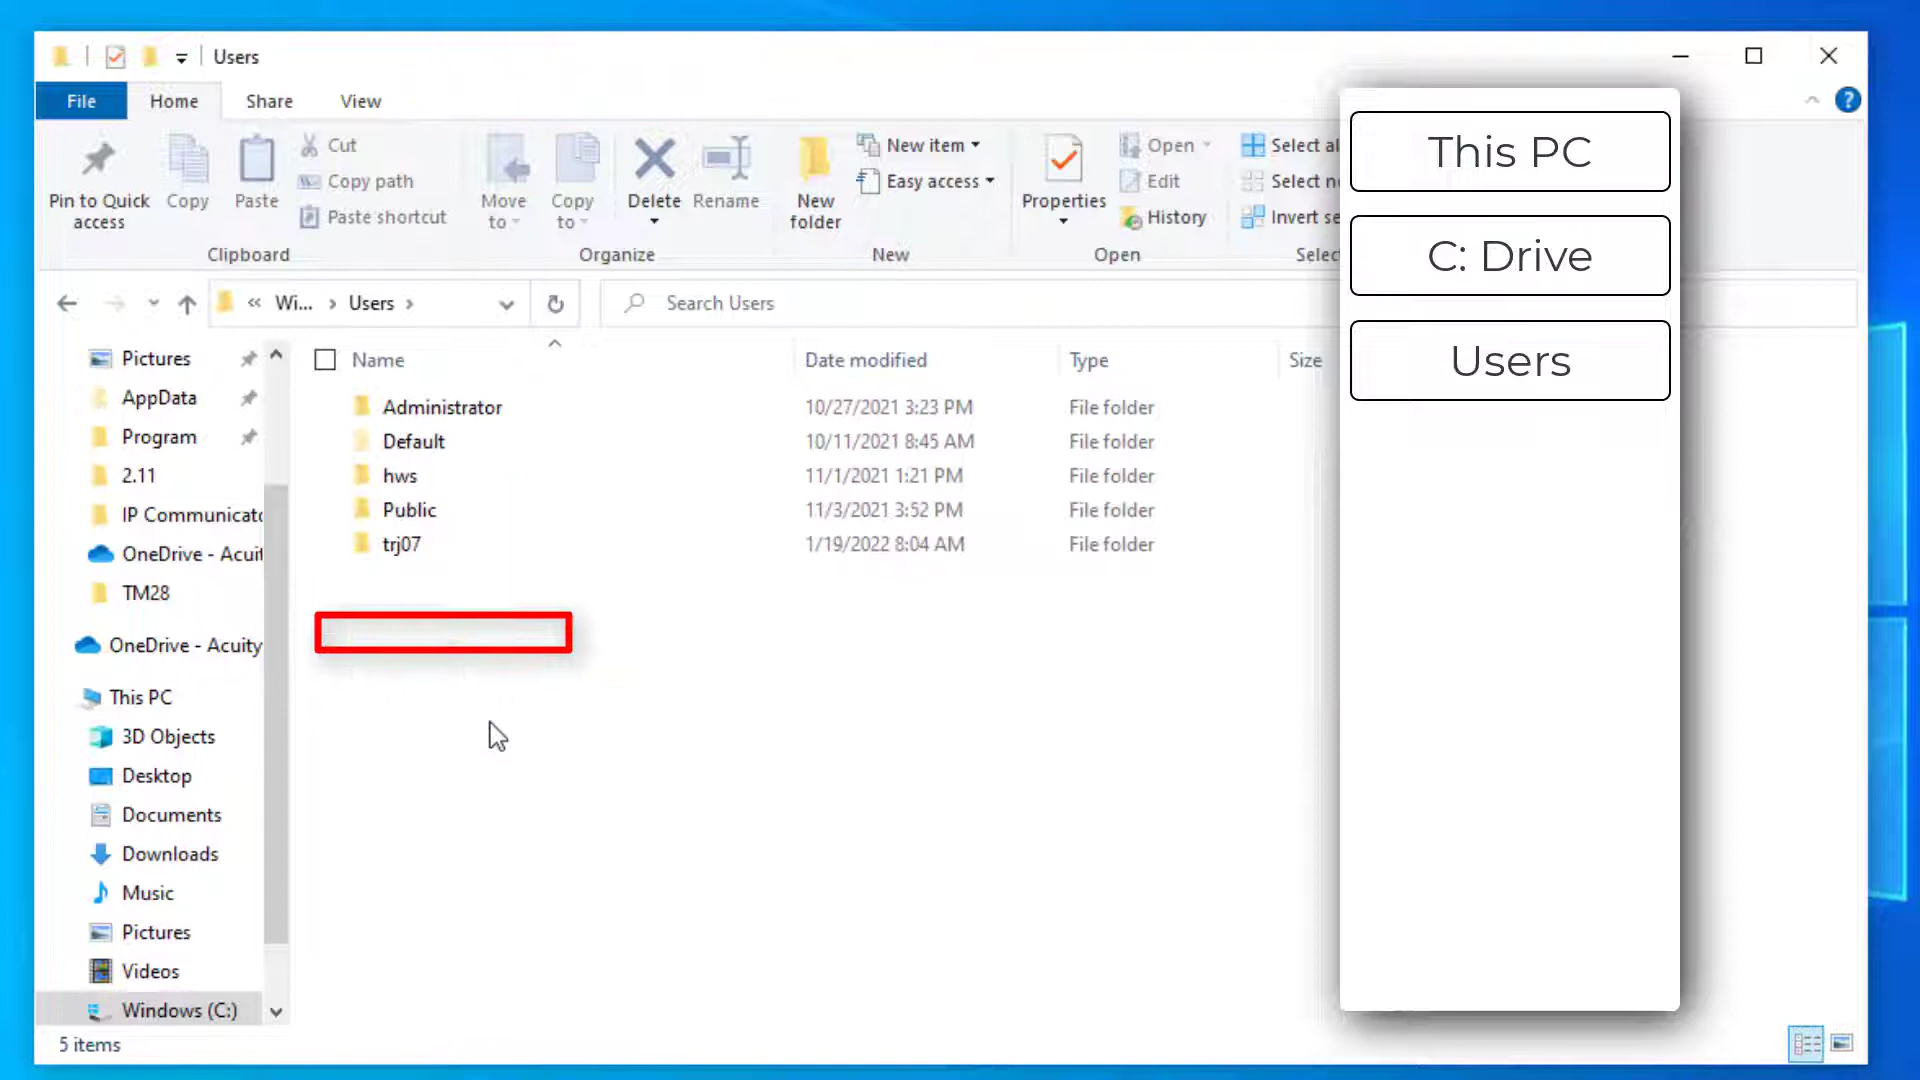 Users
File Home Share View
Pin to Quick access
Copy
Paste
Cut
Copy path
Paste shortcut
Clipboard
Move to
Copy to
Delete
Rename
Organize
New folder
New item
Easy access
New
Properties
Open
Edit
History
Open
Select al
Select n
Invert se
Selec
« Wi... > Users >
Search Users
Pictures
AppData
Program
2.11
IP Communicat
OneDrive - Acuit
TM28
OneDrive - Acuity
This PC
3D Objects
Desktop
Documents
Downloads
Music
Pictures
Videos
Windows (C:)
Name Date modified Type Size
Administrator 10/27/2021 3:23 PM File folder
Default 10/11/2021 8:45 AM File folder
hws 11/1/2021 1:21 PM File folder
Public 11/3/2021 3:52 PM File folder
trj07 1/19/2022 8:04 AM File folder
This PC
C: Drive
Users
5 items